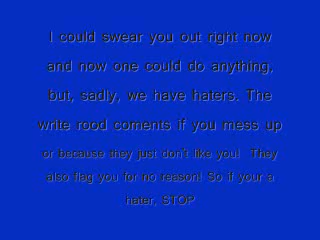 I could swear you out right now
and now one could do anything,
but, sadly, we have haters. The
write rood coments if you mess up
or because they just don't like you! They
also flag you for no reason! So if your a
hater, STOP